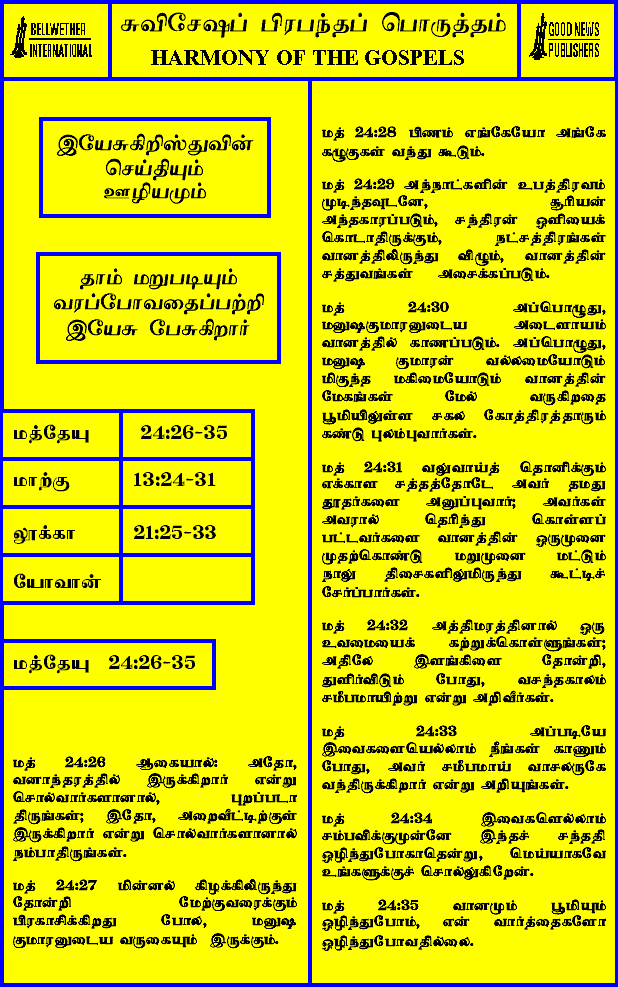 BELLWETHER
INTERNATIONAL
சுவிசேஷப் பிரபந்தப் பொருத்தம்
HARMONY OF THE GOSPELS
GOOD NEWS
PUBLISHERS
இயேசுகிறிஸ்துவின்
செய்தியும்
ஊழியமும்
தாம் மறுபடியும்
வரப்போவதைப்பற்றி
இயேசு பேசுகிறார்
மத்தேயு 24:26-35
மாற்கு 13:24-31
லூக்கா 21:25-33
யோவான்
மத்தேயு 24:26-35
மத் 24:26 ஆகையால்: அதோ,
வனாந்தரத்தில் இருக்கிறார் என்று
சொல்வார்களானால், புறப்படா
திருங்கள்; இதோ, அறைவீட்டிற்குள்
இருக்கிறார் என்று சொல்வார்களானால்
நம்பாதிருங்கள்.
மத் 24:27 மின்னல் கிழக்கிலிருந்து
தோன்றி மேற்குவரைக்கும்
பிரகாசிக்கிறது போல, மனுஷ
குமாரனுடைய வருகையும் இருக்கும்.
மத் 24:28 பிணம் எங்கேயோ அங்கே
கழுகுகள் வந்து கூடும்.
மத் 24:29 அந்நாட்களின் உபத்திரவம்
முடிந்தவுடனே, சூரியன்
அந்தகாரப்படும், சந்திரன் ஒளியைக்
கொடாதிருக்கும், நட்சத்திரங்கள்
வானத்திலிருந்து விழும், வானத்தின்
சத்துவங்கள் அசைக்கப்படும்.
மத் 24:30 அப்பொழுது,
மனுஷகுமாரனுடைய அடையாளம்
வானத்தில் காணப்படும். அப்பொழுது,
மனுஷ குமாரன் வல்லமையோடும்
மிகுந்த மகிமையோடும் வானத்தின்
மேகங்கள் மேல் வருகிறதை
பூமியிலுள்ள சகல கோத்திரத்தாரும்
கண்டு புலம்புவார்கள்.
மத் 24:31 வலுவாய்த் தொனிக்கும்
எக்காள சத்தத்தோடே அவர் தமது
தூதர்களை அனுப்புவார்; அவர்கள்
அவரால் தெரிந்து கொள்ளப்
பட்டவர்களை வானத்தின் ஒருமுனை
முதற்கொண்டு மறுமுனை மட்டும்
நாலு திசைகளிலுமிருந்து கூட்டிச்
சேர்ப்பார்கள்.
மத் 24:32 அத்திமரத்தினால் ஒரு
உவமையைக் கற்றுக்கொள்ளுங்கள்;
அதிலே இளங்கிளை தோன்றி,
துளிர்விடும் போது, வசந்தகாலம்
சமீபமாயிற்று என்று அறிவீர்கள்.
மத் 24:33 அப்படியே
இவைகளையெல்லாம் நீங்கள் காணும்
போது, அவர் சமீபமாய் வாசலருகே
வந்திருக்கிறார் என்று அறியுங்கள்.
மத் 24:34 இவைகளெல்லாம்
சம்பவிக்குமுன்னே இந்தச் சந்ததி
ஒழிந்துபோகாதென்று, மெய்யாகவே
உங்களுக்குச் சொல்லுகிறேன்.
மத் 24:35 வானமும் பூமியும்
ஒழிந்துபோம், என் வார்த்தைகளோ
ஒழிந்துபோவதில்லை.